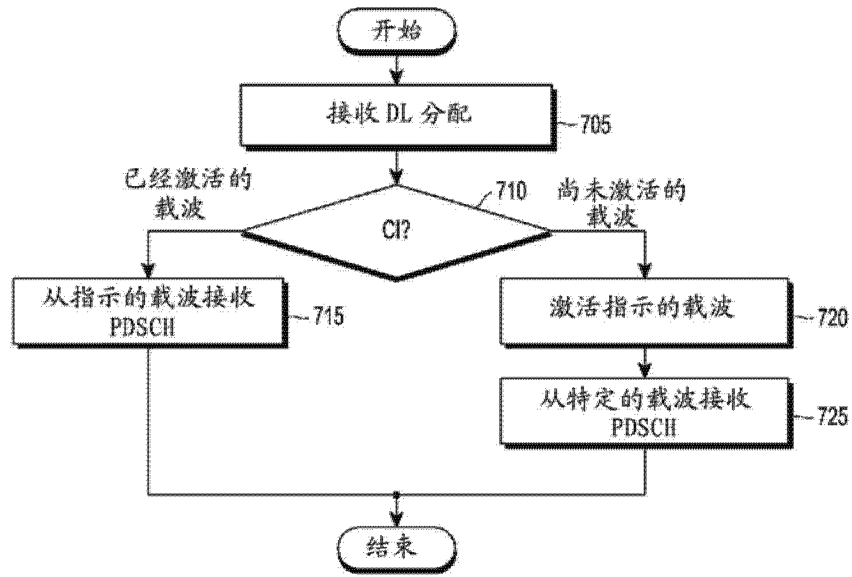 开始
接收 DL 分配
705
已经激活的
载波
710
CI?
尚未激活的
载波
从指示的载波接收
PDSCH
715
激活指示的载波
720
从特定的载波接收
PDSCH
725
结束